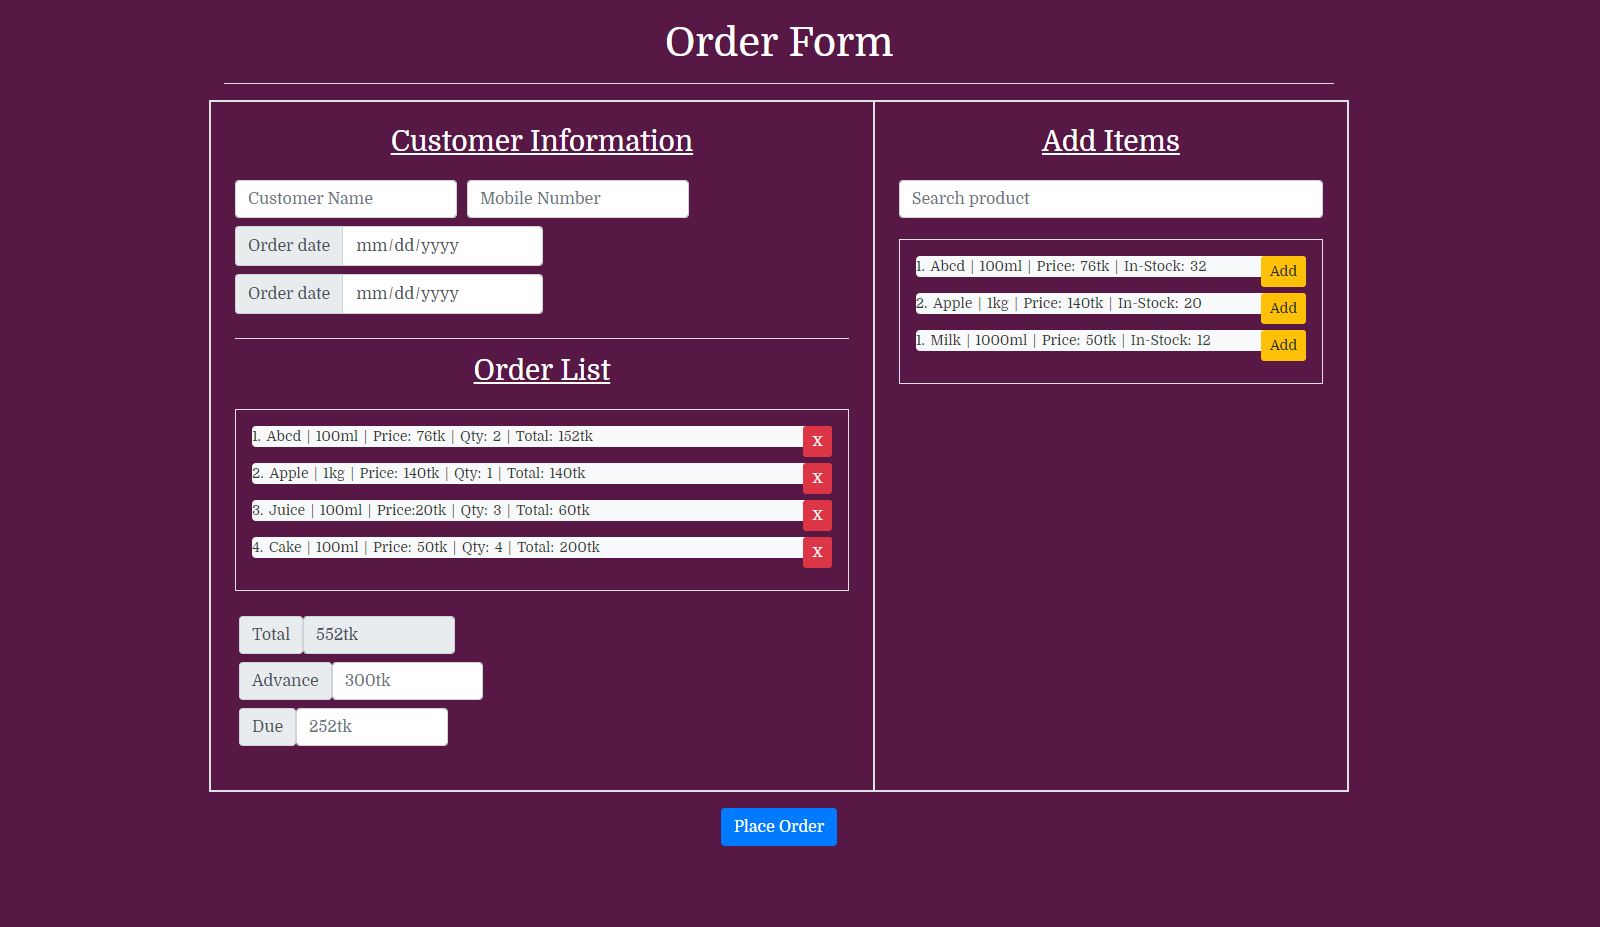 Order Form
Customer Information
Customer Name
Mobile Number
Order date
mm/dd/yyyy
Order date
mm/dd/yyyy
Order List
1. Abcd | 100ml | Price: 76tk | Qty: 2 | Total: 152tk
x
2. Apple | 1kg | Price: 140tk | Qty: 1 | Total: 140tk
x
3. Juice | 100ml | Price:20tk | Qty: 3 | Total: 60tk
x
4. Cake | 100ml | Price: 50tk | Qty: 4 | Total: 200tk
x
Total
552tk
Advance
300tk
Due
252tk
Add Items
Search product
1. Abcd | 100ml | Price: 76tk | In-Stock: 32
Add
2. Apple | 1kg | Price: 140tk | In-Stock: 20
Add
1. Milk | 1000ml | Price: 50tk | In-Stock: 12
Add
Place Order